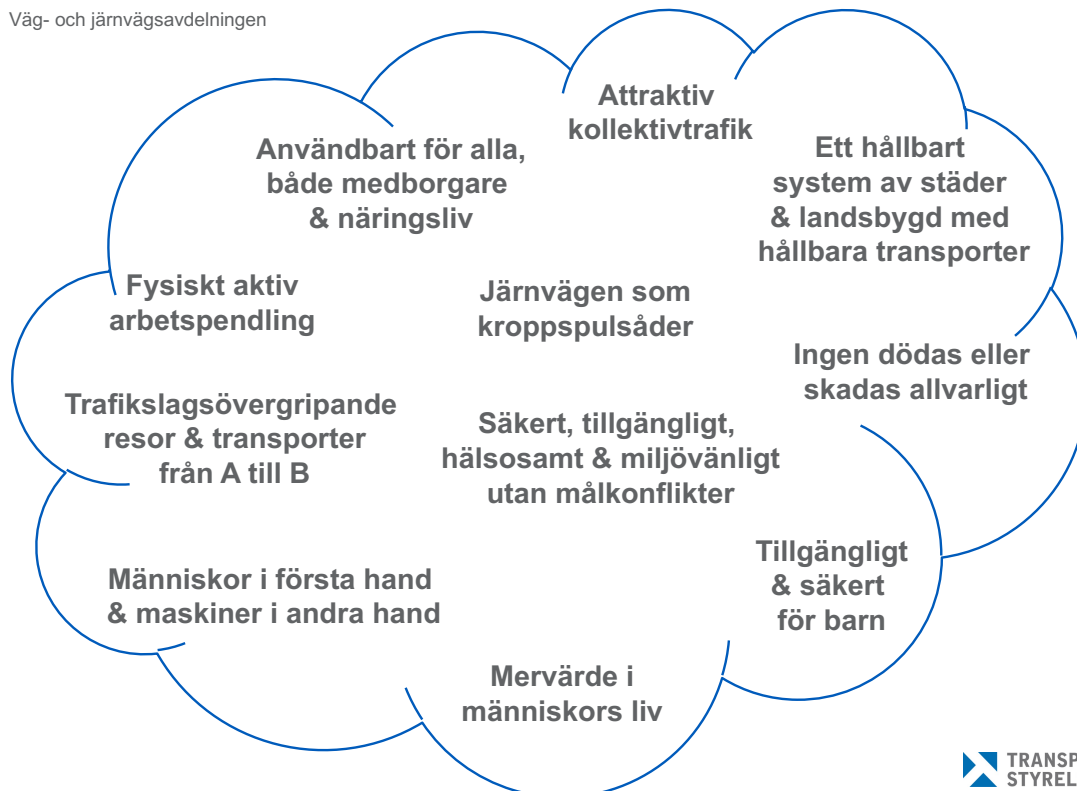 Väg- och järnvägsavdelningen
Attraktiv
kollektivtrafik
Användbart för alla,
både medborgare
& näringsliv
Ett hållbart
system av städer
& landsbygd med
hållbara transporter
Fysiskt aktiv
arbetspendling
Järnvägen som
kroppspulsåder
Ingen dödas eller
skadas allvarligt
Trafikslagsövergripande
resor & transporter
från A till B
Säkert, tillgängligt,
hälsosamt & miljövänligt
utan målkonflikter
Tillgängligt
& säkert
för barn
Människor i första hand
& maskiner i andra hand
Mervärde i
människors liv
TRANSP
STYREL